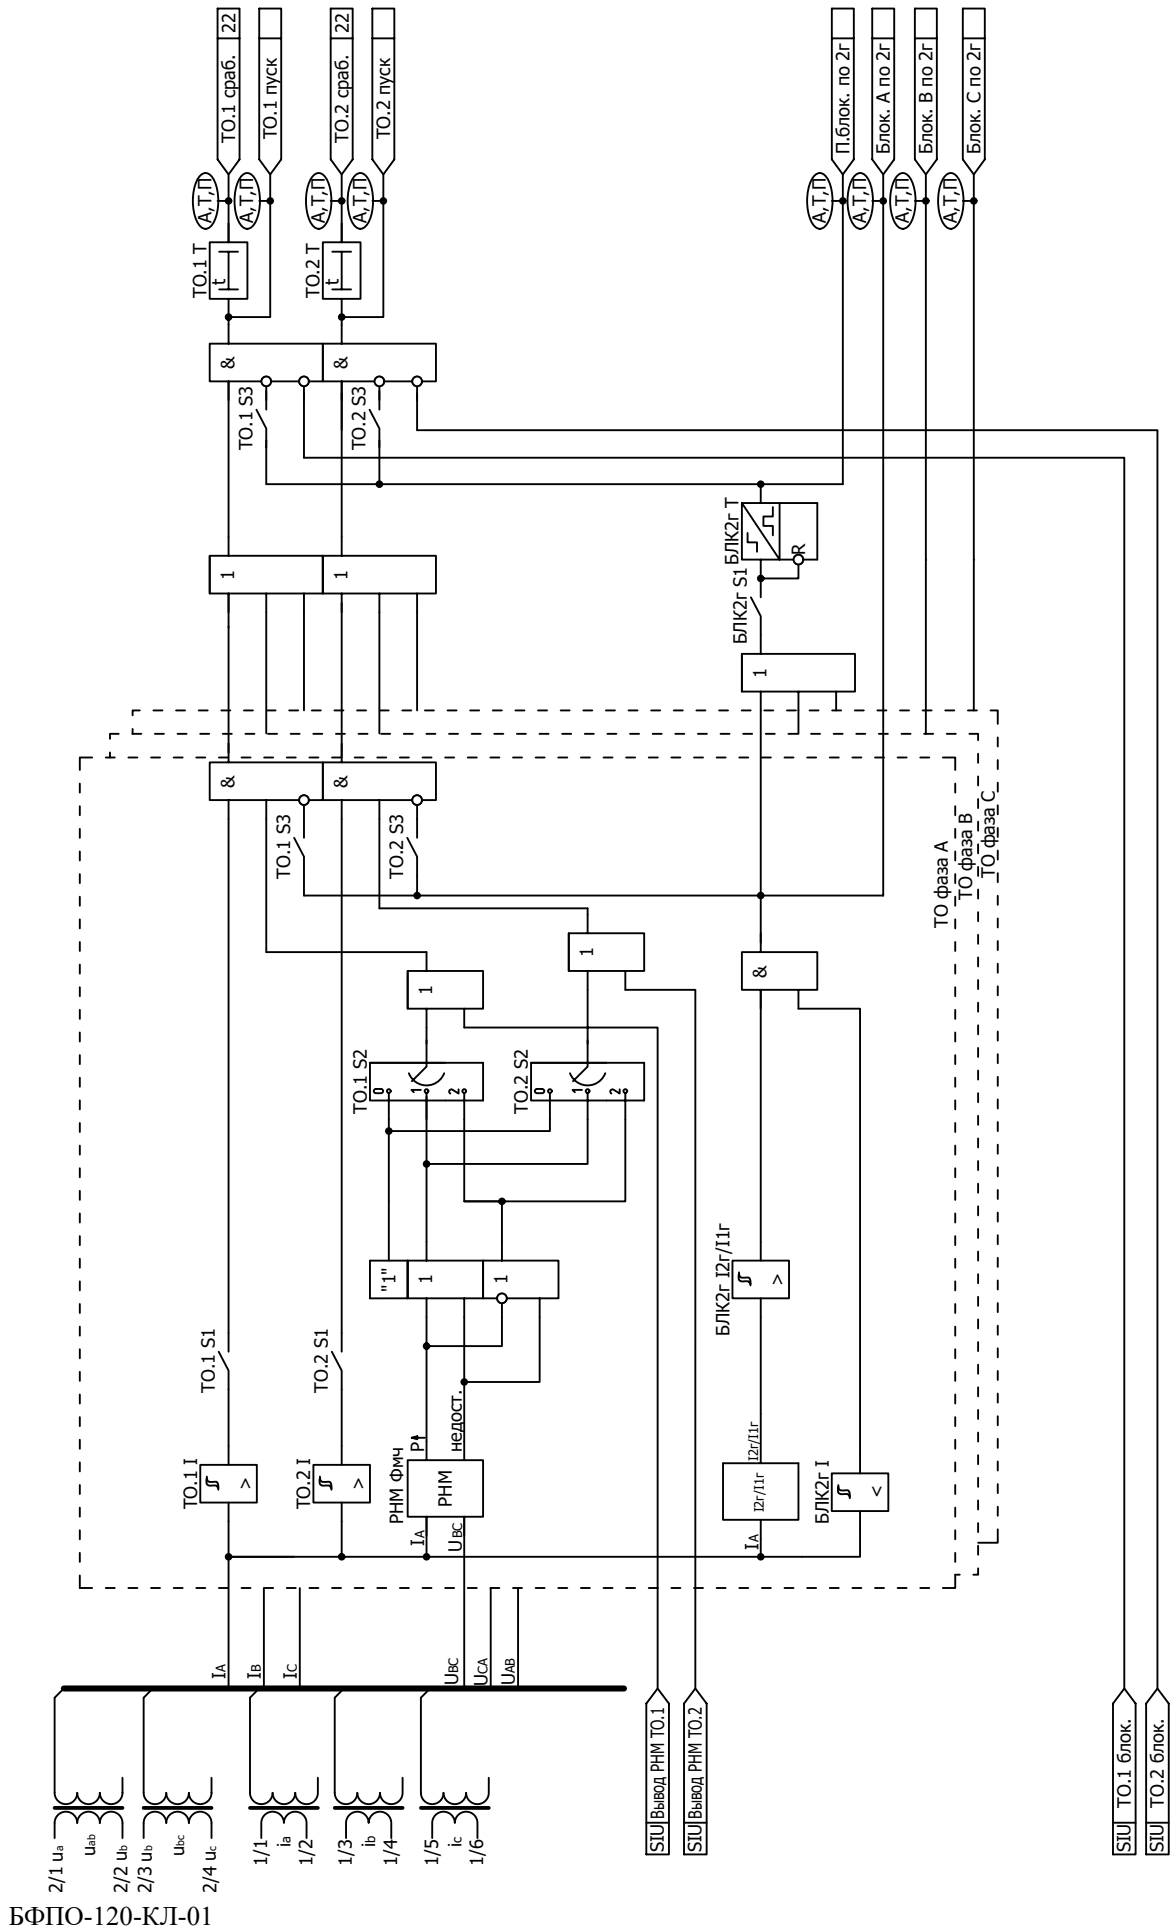 ТО.1 сраб. 22
ТО.1 пуск
ТО.2 сраб. 22
ТО.2 пуск
П.блок. по 2г
Блок. А по 2г
Блок. В по 2г
Блок. С по 2г
А,Т,П
А,Т,П
А,Т,П
А,Т,П
А,Т,П
А,Т,П
А,Т,П
А,Т,П
ТО.1 Т
t
ТО.2 Т
t
&
&
ТО.1 S3
ТО.2 S3
БЛК2г Т
R
БЛК2г S1
1
1
1
&
&
ТО.1 S3
ТО.2 S3
ТО фаза А
ТО фаза В
ТО фаза С
1
1
&
ТО.1 S2
0
1
2
ТО.2 S2
0
1
2
"1"
1
1
БЛК2г I2г/I1г
>
ТО.1 S1
ТО.2 S1
ТО.1 I
>
ТО.2 I
>
РНМ Фмч
P
недост.
РНМ
IA
UBC
I2г/I1г
I2г/I1г
IA
БЛК2г I
<
IA
IB
IC
UBC
UCA
UAB
2/1 ua
uab
2/2 ub
2/3 ub
ubc
2/4 uc
1/1
ia
1/2
1/3
ib
1/4
1/5
ic
1/6
SIU Вывод РНМ ТО.1
SIU Вывод РНМ ТО.2
SIU ТО.1 блок.
SIU ТО.2 блок.
БФПО-120-КЛ-01